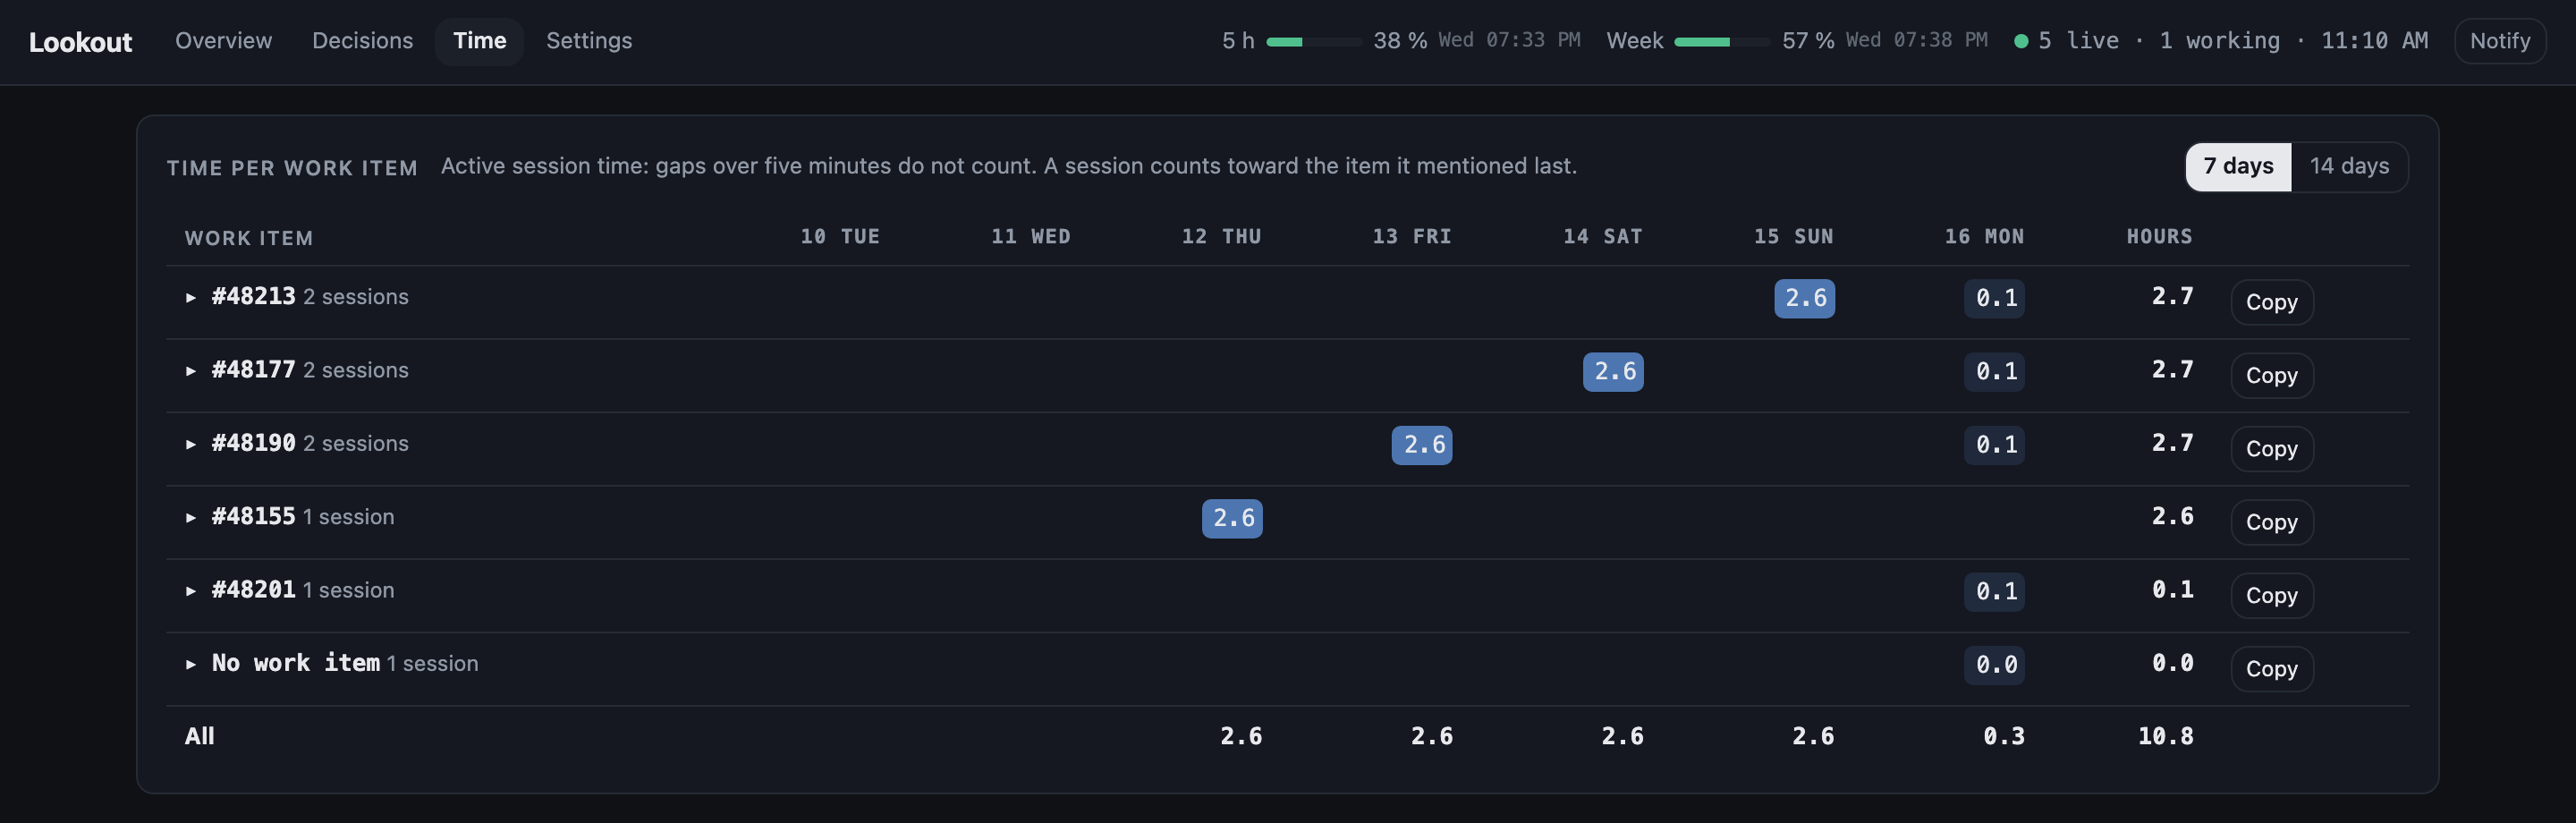 Lookout Overview Decisions Time Settings 5 h 38 % Wed 07:33 PM Week 57 % Wed 07:38 PM 5 live · 1 working · 11:10 AM Notify
TIME PER WORK ITEM Active session time: gaps over five minutes do not count. A session counts toward the item it mentioned last. 7 days 14 days
WORK ITEM 10 TUE 11 WED 12 THU 13 FRI 14 SAT 15 SUN 16 MON HOURS
▸ #48213 2 sessions 2.6 0.1 2.7 Copy
▸ #48177 2 sessions 2.6 0.1 2.7 Copy
▸ #48190 2 sessions 2.6 0.1 2.7 Copy
▸ #48155 1 session 2.6 2.6 Copy
▸ #48201 1 session 0.1 0.1 Copy
▸ No work item 1 session 0.0 0.0 Copy
All 2.6 2.6 2.6 2.6 0.3 10.8